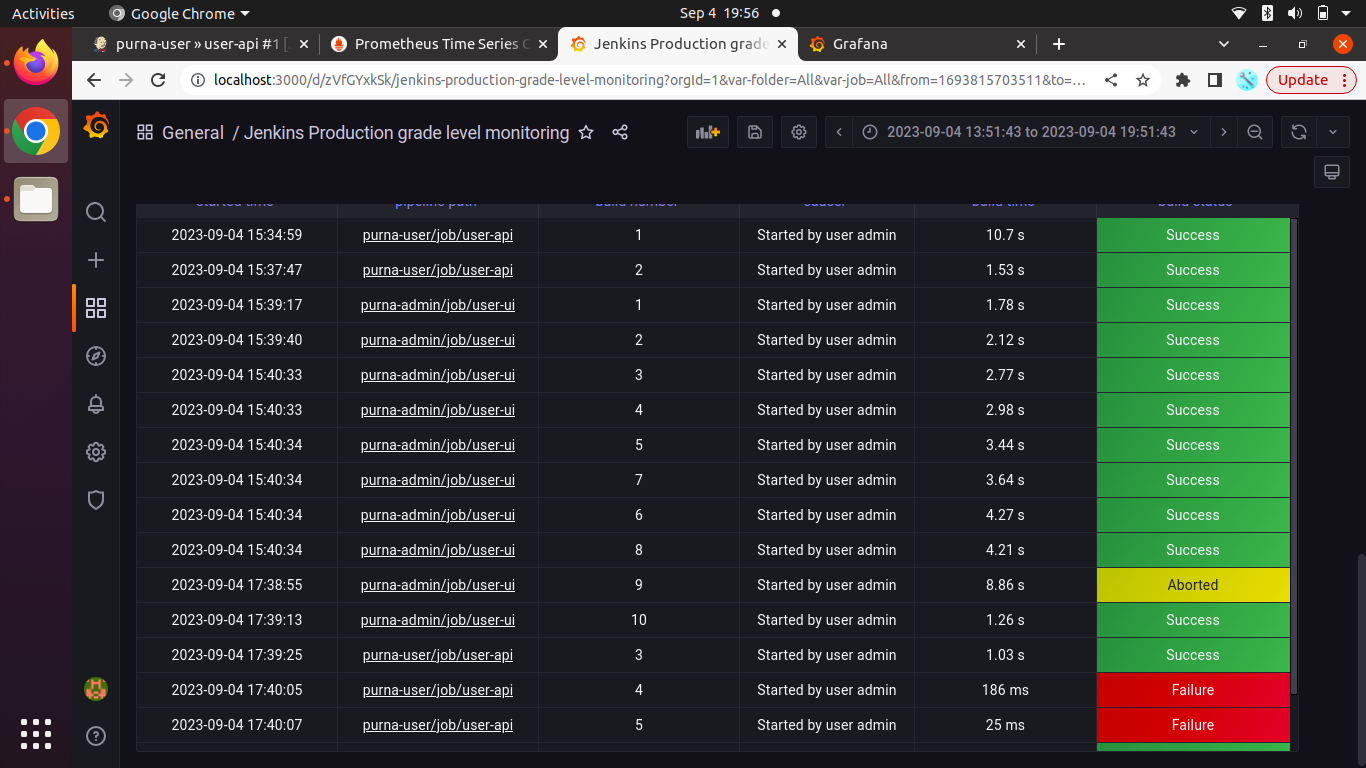 Activities Google Chrome Sep 4 19:56
purna-user » user-api #1 [ Prometheus Time Series C Jenkins Production grade Grafana
localhost:3000/d/zVfGYxkSk/jenkins-production-grade-level-monitoring?orgId=1&var-folder=All&var-job=All&from=1693815703511&to=... Update
General / Jenkins Production grade level monitoring 2023-09-04 13:51:43 to 2023-09-04 19:51:43
started time pipeline path build number causer build time build status
2023-09-04 15:34:59 purna-user/job/user-api 1 Started by user admin 10.7 s Success
2023-09-04 15:37:47 purna-user/job/user-api 2 Started by user admin 1.53 s Success
2023-09-04 15:39:17 purna-admin/job/user-ui 1 Started by user admin 1.78 s Success
2023-09-04 15:39:40 purna-admin/job/user-ui 2 Started by user admin 2.12 s Success
2023-09-04 15:40:33 purna-admin/job/user-ui 3 Started by user admin 2.77 s Success
2023-09-04 15:40:33 purna-admin/job/user-ui 4 Started by user admin 2.98 s Success
2023-09-04 15:40:34 purna-admin/job/user-ui 5 Started by user admin 3.44 s Success
2023-09-04 15:40:34 purna-admin/job/user-ui 7 Started by user admin 3.64 s Success
2023-09-04 15:40:34 purna-admin/job/user-ui 6 Started by user admin 4.27 s Success
2023-09-04 15:40:34 purna-admin/job/user-ui 8 Started by user admin 4.21 s Success
2023-09-04 17:38:55 purna-admin/job/user-ui 9 Started by user admin 8.86 s Aborted
2023-09-04 17:39:13 purna-admin/job/user-ui 10 Started by user admin 1.26 s Success
2023-09-04 17:39:25 purna-user/job/user-api 3 Started by user admin 1.03 s Success
2023-09-04 17:40:05 purna-user/job/user-api 4 Started by user admin 186 ms Failure
2023-09-04 17:40:07 purna-user/job/user-api 5 Started by user admin 25 ms Failure